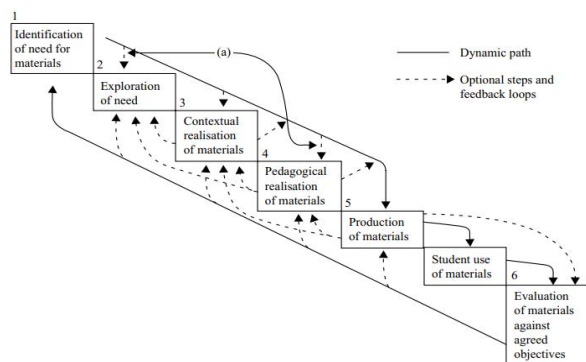 1
Identification
of need for
materials
(a)
Dynamic path
Optional steps and
feedback loops
2
Exploration
of need
3
Contextual
realisation
of materials
4
Pedagogical
realisation
of materials
5
Production
of materials
Student use
of materials
6
Evaluation
of materials
against
agreed
objectives